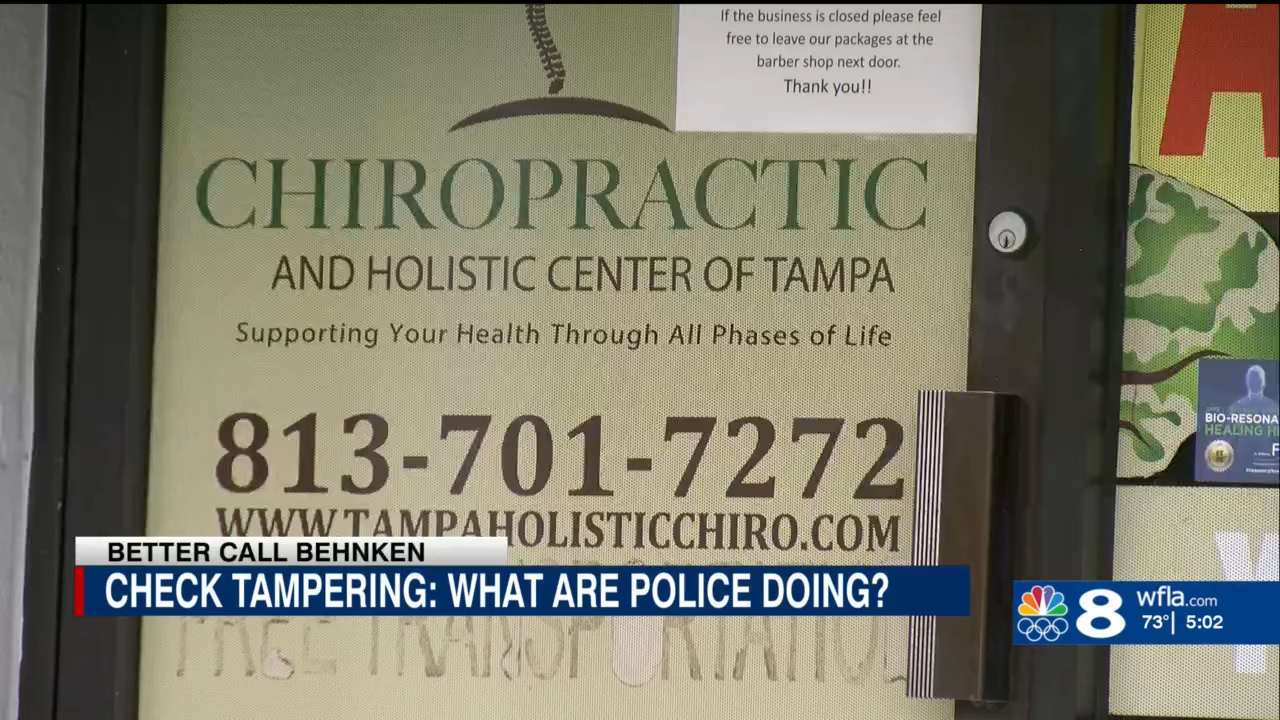 If the business is closed please feel
free to leave our packages at the
barber shop next door.
Thank you!!
CHIROPRACTIC
AND HOLISTIC CENTER OF TAMPA
Supporting Your Health Through All Phases of Life
813-701-7272
WWW.TAMPAHOLISTICCHIRO.COM
FREE TRANSPORTATION
BIO-RESONA
HEALING H
BETTER CALL BEHNKEN
CHECK TAMPERING: WHAT ARE POLICE DOING?
8
wfla.com
73° | 5:02